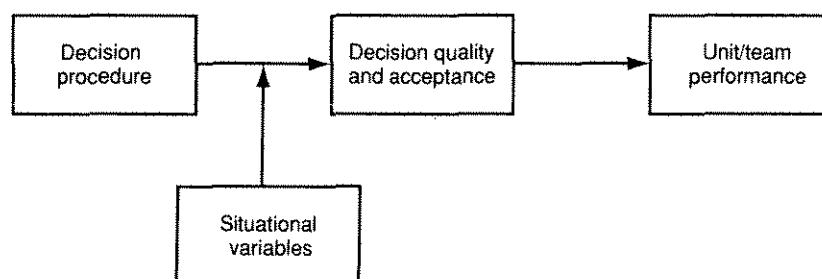 Decision
procedure
Decision quality
and acceptance
Unit/team
performance
Situational
variables